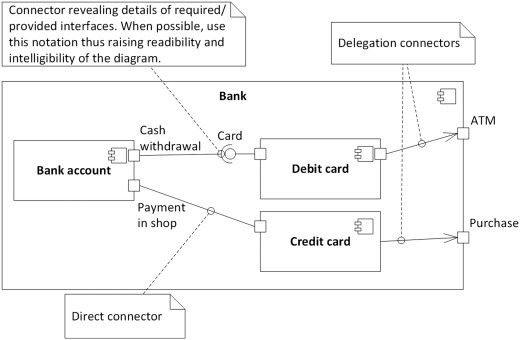 Connector revealing details of required/
provided interfaces. When possible, use
this notation thus raising readibility and
intelligibility of the diagram.
Delegation connectors
Bank
ATM
Cash
withdrawal
Card
Bank account
Debit card
Payment
in shop
Credit card
Purchase
Direct connector